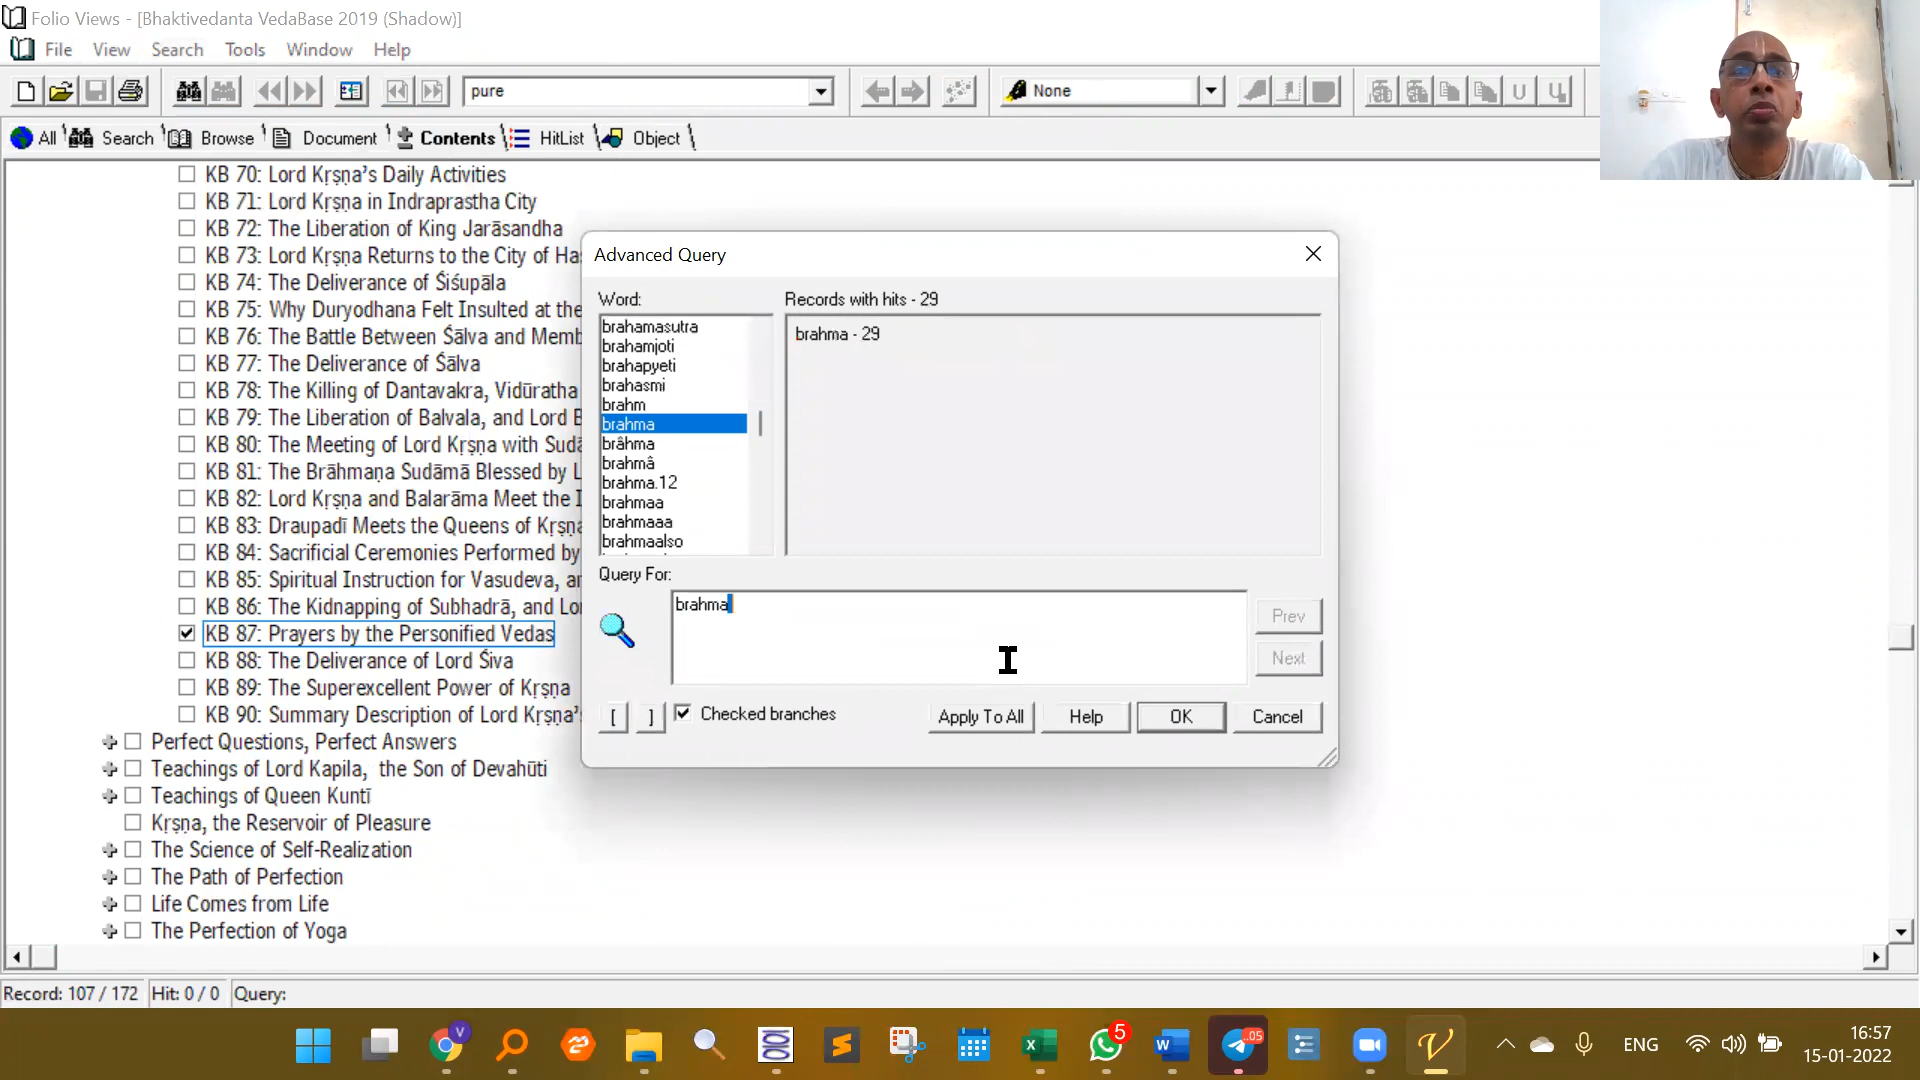 Folio Views - [Bhaktivedanta VedaBase 2019 (Shadow)]
File View Search Tools Window Help
pure
None
All Search Browse Document Contents HitList Object
KB 70: Lord Kṛṣṇa's Daily Activities
KB 71: Lord Kṛṣṇa in Indraprastha City
KB 72: The Liberation of King Jarāsandha
KB 73: Lord Kṛṣṇa Returns to the City of Has
KB 74: The Deliverance of Śiśupāla
KB 75: Why Duryodhana Felt Insulted at the
KB 76: The Battle Between Śālva and Memb
KB 77: The Deliverance of Śālva
KB 78: The Killing of Dantavakra, Vidūratha
KB 79: The Liberation of Balvala, and Lord B
KB 80: The Meeting of Lord Kṛṣṇa with Sudā
KB 81: The Brāhmaṇa Sudāmā Blessed by L
KB 82: Lord Kṛṣṇa and Balarāma Meet the I
KB 83: Draupadī Meets the Queens of Kṛṣṇa
KB 84: Sacrificial Ceremonies Performed by
KB 85: Spiritual Instruction for Vasudeva, an
KB 86: The Kidnapping of Subhadrā, and Lor
KB 87: Prayers by the Personified Vedas
KB 88: The Deliverance of Lord Śiva
KB 89: The Superexcellent Power of Kṛṣṇa
KB 90: Summary Description of Lord Kṛṣṇa's
Perfect Questions, Perfect Answers
Teachings of Lord Kapila, the Son of Devahūti
Teachings of Queen Kuntī
Kṛṣṇa, the Reservoir of Pleasure
The Science of Self-Realization
The Path of Perfection
Life Comes from Life
The Perfection of Yoga
Advanced Query
Word:
Records with hits - 29
brahamasutra
brahamjoti
brahapyeti
brahasmi
brahm
brahma
brâhma
brahmâ
brahma.12
brahmaa
brahmaaa
brahmaalso
brahma - 29
Query For:
brahma
Prev
Next
[ ] Checked branches
Apply To All Help OK Cancel
Record: 107 / 172 Hit: 0 / 0 Query:
V
5
.05
ENG
16:57
15-01-2022